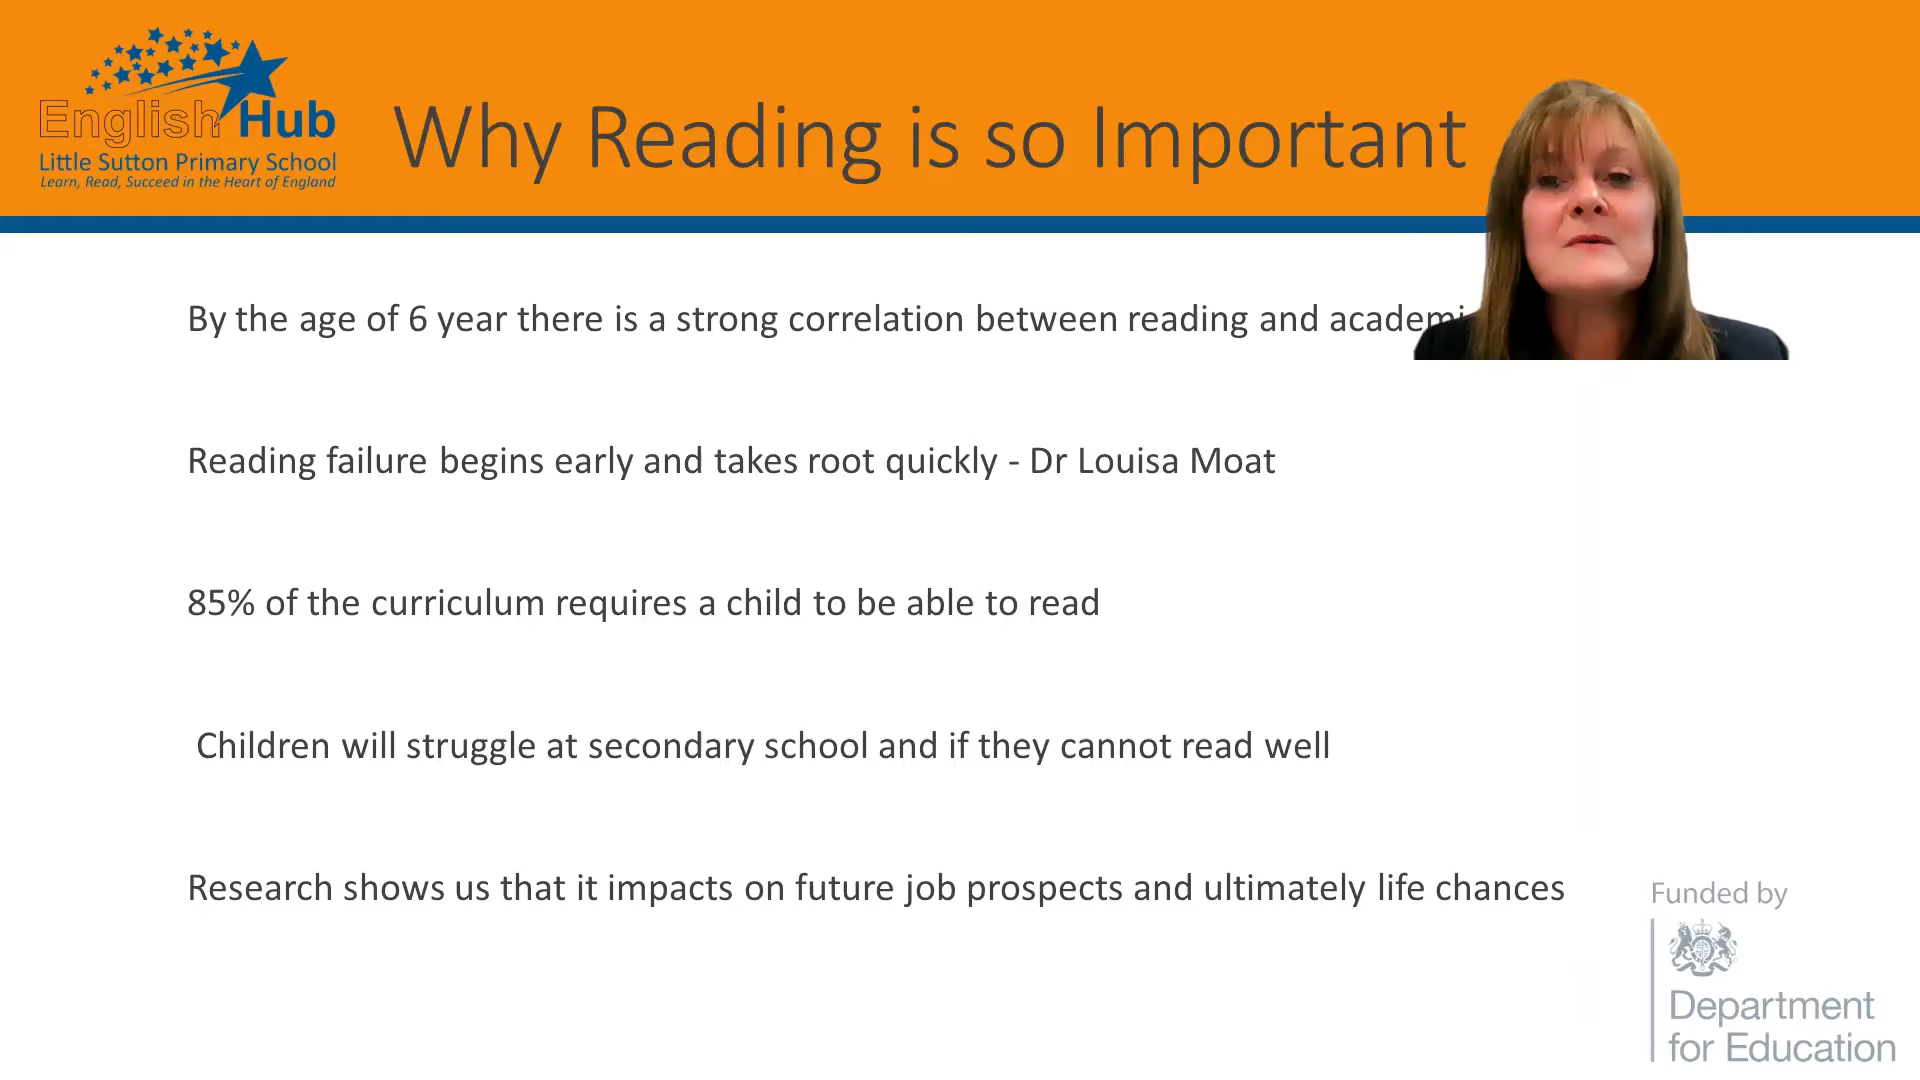 English Hub
Little Sutton Primary School
Learn, Read, Succeed in the Heart of England
Why Reading is so Important
By the age of 6 year there is a strong correlation between reading and
Reading failure begins early and takes root quickly - Dr Louisa Moat
85% of the curriculum requires a child to be able to read
Children will struggle at secondary school and if they cannot read well
Research shows us that it impacts on future job prospects and ultimately life chances
Funded by
Department
for Education